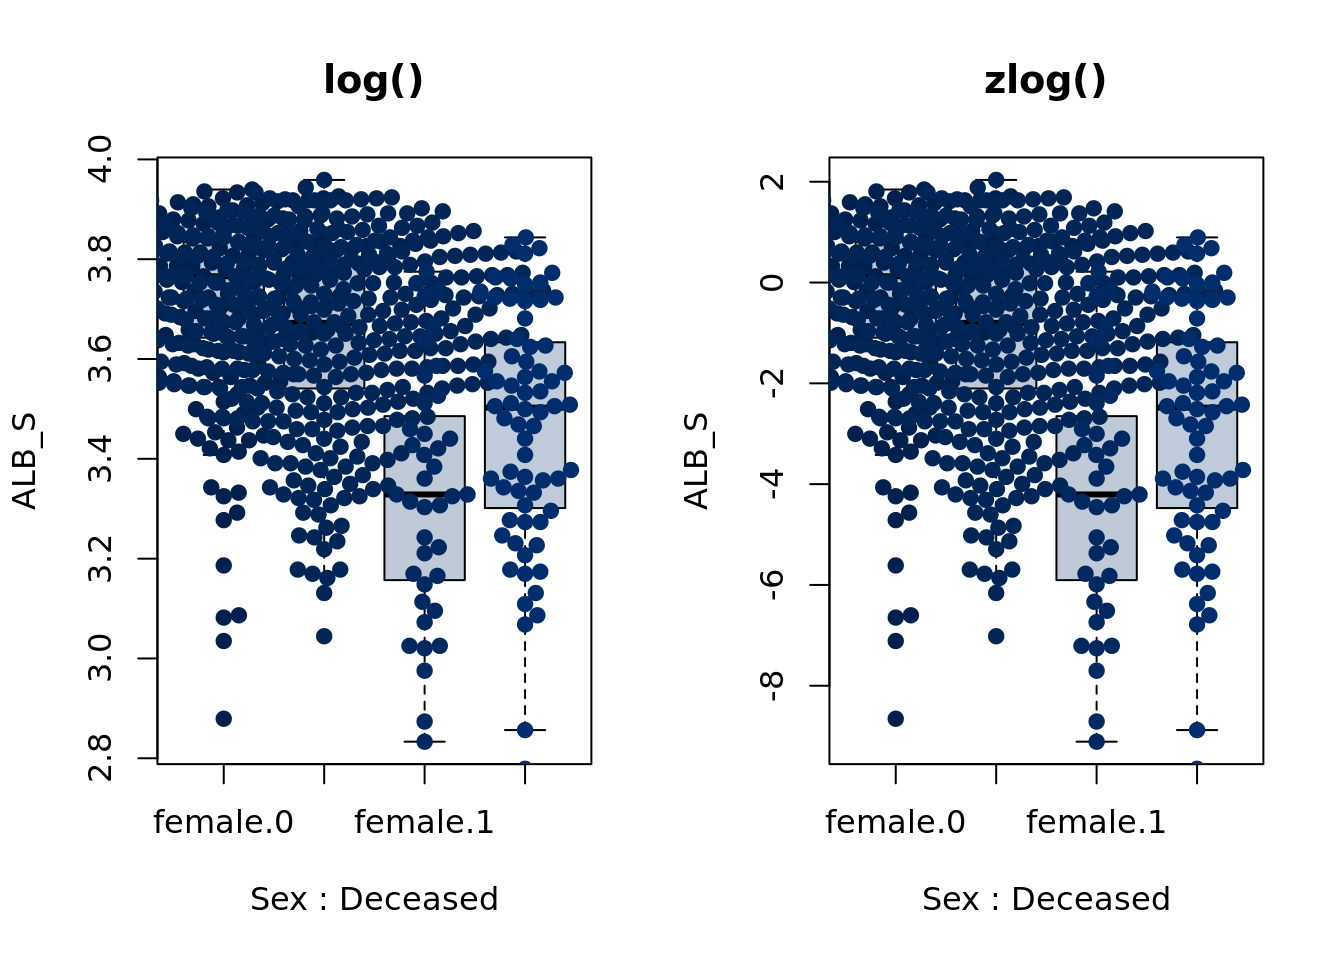 log()
ALB_S
4.0
3.8
3.6
3.4
3.2
3.0
2.8
female.0 female.1
Sex : Deceased
zlog()
ALB_S
2
0
-2
-4
-6
-8
female.0 female.1
Sex : Deceased